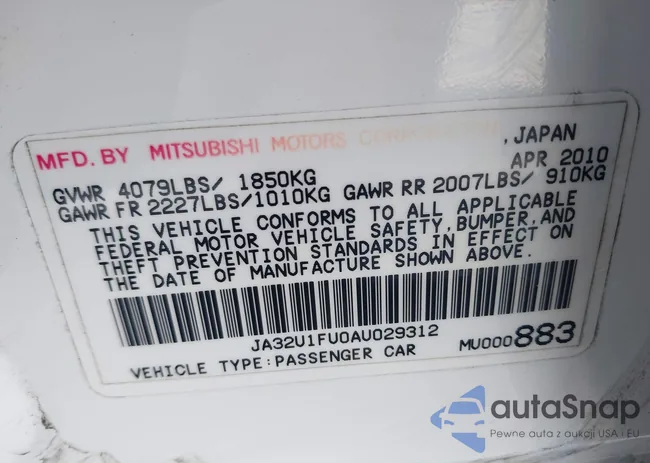 MFD. BY MITSUBISHI MOTORS CORPORATION, JAPAN
APR 2010
GVWR 4079LBS/ 1850KG
GAWR FR 2227LBS/1010KG GAWR RR 2007LBS/ 910KG
THIS VEHICLE CONFORMS TO ALL APPLICABLE
FEDERAL MOTOR VEHICLE SAFETY, BUMPER, AND
THEFT PREVENTION STANDARDS IN EFFECT ON
THE DATE OF MANUFACTURE SHOWN ABOVE.
JA32U1FU0AU029312
VEHICLE TYPE: PASSENGER CAR MU000883
autaSnap
Pewne auta z aukcji USA i EU